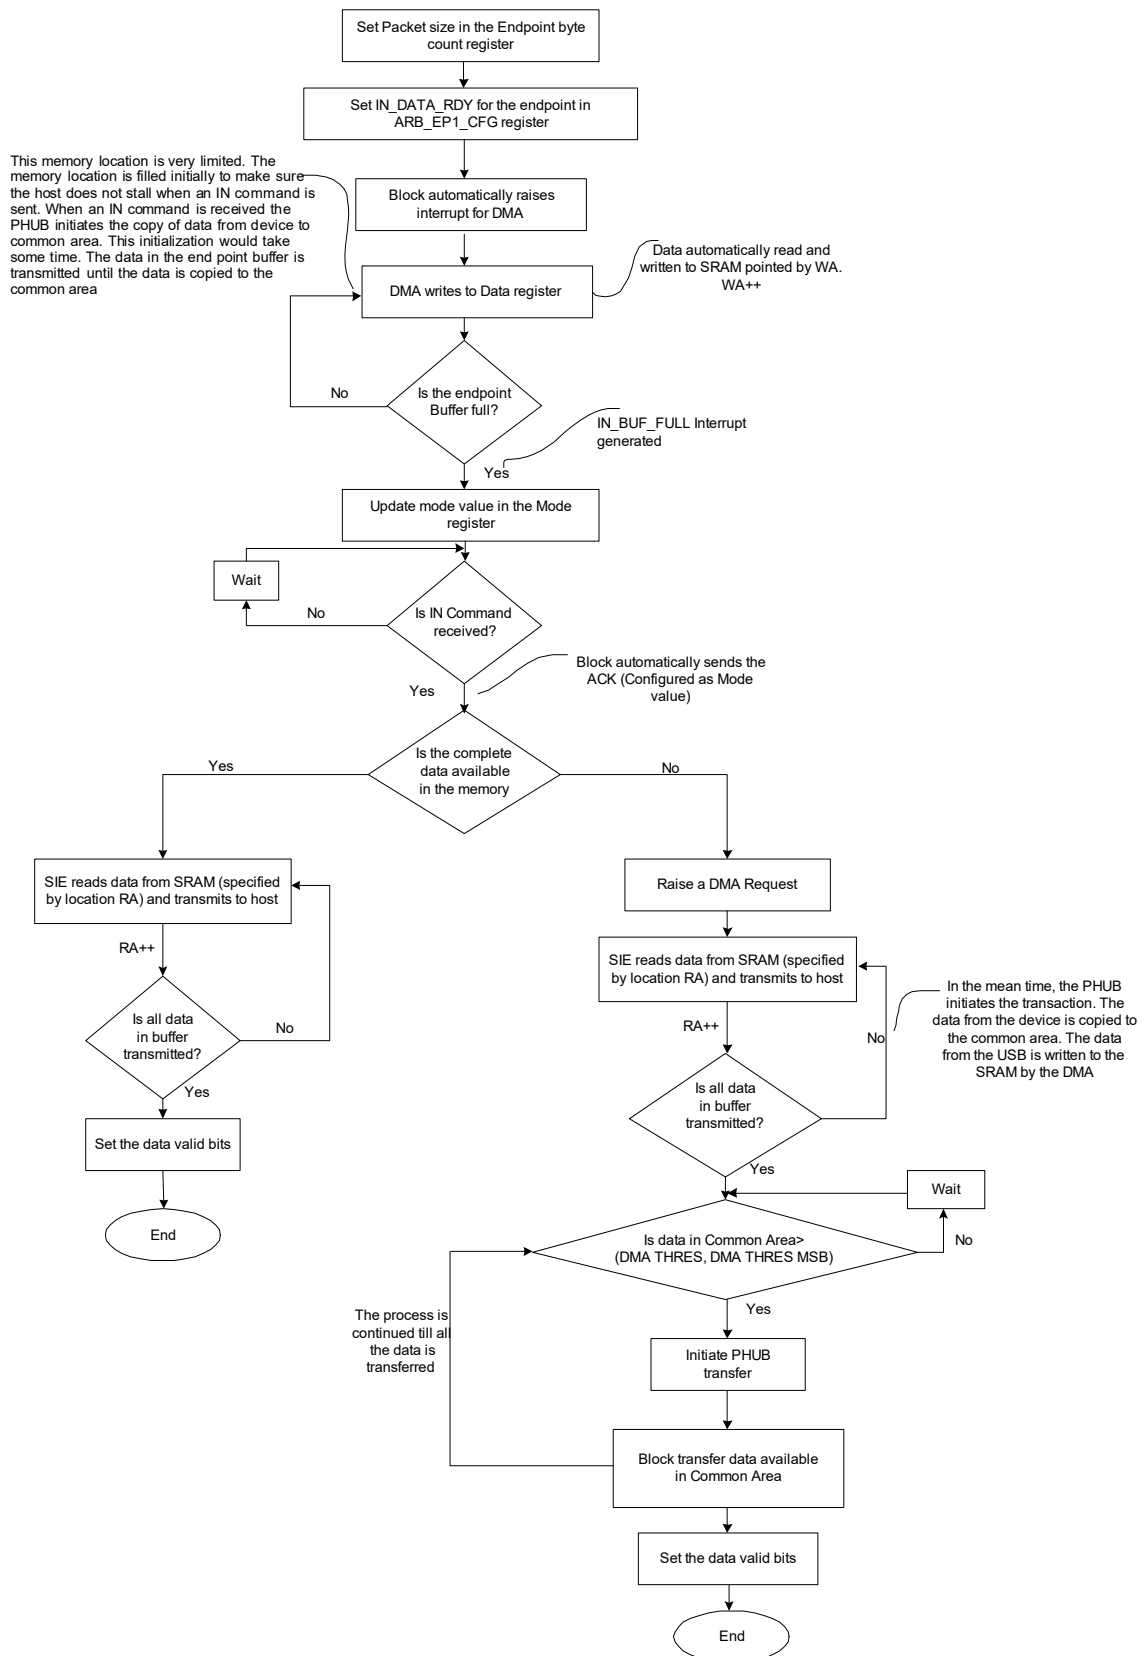 Set Packet size in the Endpoint byte
count register
Set IN_DATA_RDY for the endpoint in
ARB_EP1_CFG register
This memory location is very limited. The
memory location is filled initially to make sure
the host does not stall when an IN command is
sent. When an IN command is received the
PHUB initiates the copy of data from device to
common area. This initialization would take
some time. The data in the end point buffer is
transmitted until the data is copied to the
common area
Block automatically raises
interrupt for DMA
Data automatically read and
written to SRAM pointed by WA.
WA++
DMA writes to Data register
Is the endpoint
Buffer full?
No
IN_BUF_FULL Interrupt
generated
Yes
Update mode value in the Mode
register
Wait
No
Is IN Command
received?
Block automatically sends the
ACK (Configured as Mode
value)
Yes
Is the complete
data available
in the memory
Yes
No
SIE reads data from SRAM (specified
by location RA) and transmits to host
RA++
Is all data
in buffer
transmitted?
No
Yes
Set the data valid bits
End
Raise a DMA Request
SIE reads data from SRAM (specified
by location RA) and transmits to host
RA++
No
In the mean time, the PHUB
initiates the transaction. The
data from the device is copied to
the common area. The data
from the USB is written to the
SRAM by the DMA
Is all data
in buffer
transmitted?
Yes
Wait
Is data in Common Area>
(DMA THRES, DMA THRES MSB)
No
Yes
The process is
continued till all
the data is
transferred
Initiate PHUB
transfer
Block transfer data available
in Common Area
Set the data valid bits
End